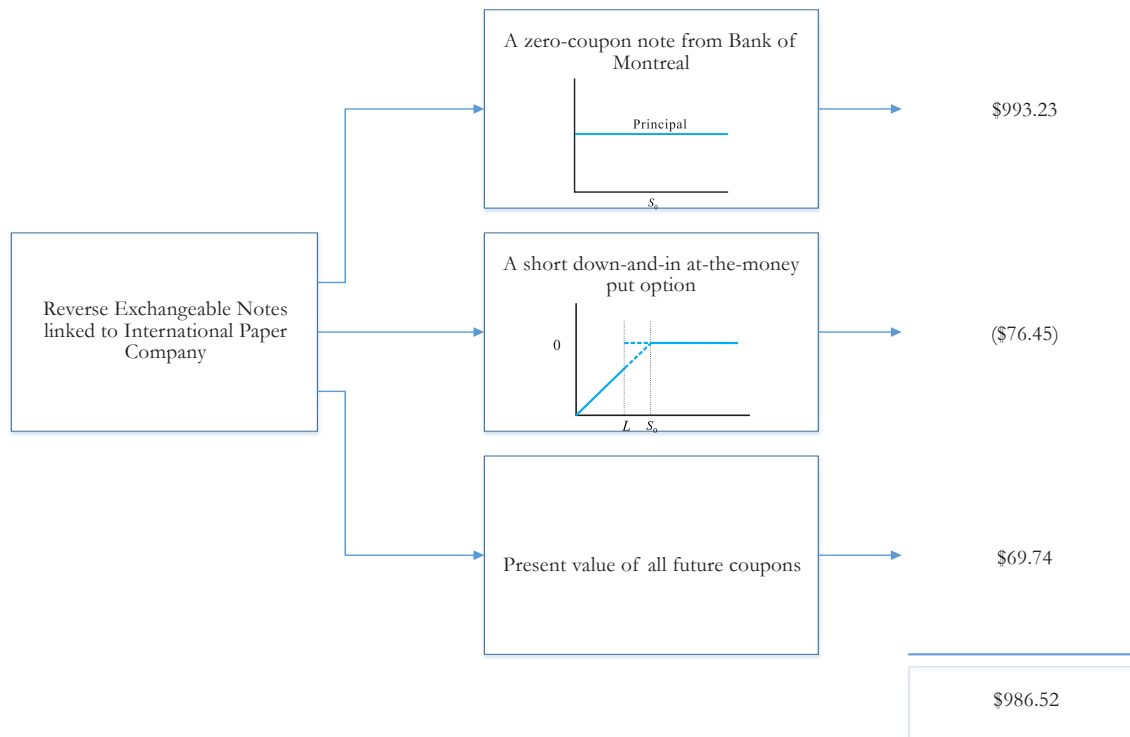 A zero-coupon note from Bank of
Montreal
Principal
S₀
$993.23
Reverse Exchangeable Notes
linked to International Paper
Company
A short down-and-in at-the-money
put option
0
L S₀
($76.45)
Present value of all future coupons
$69.74
$986.52